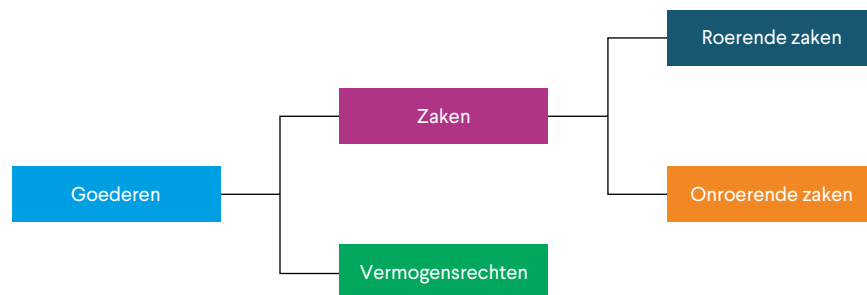 Roerende zaken
Zaken
Goederen
Onroerende zaken
Vermogensrechten